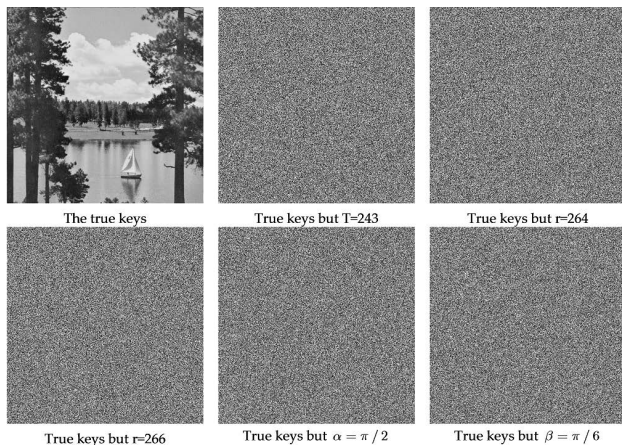 The true keys
True keys but T=243
True keys but r=264
True keys but r=266
True keys but α = π / 2
True keys but β = π / 6